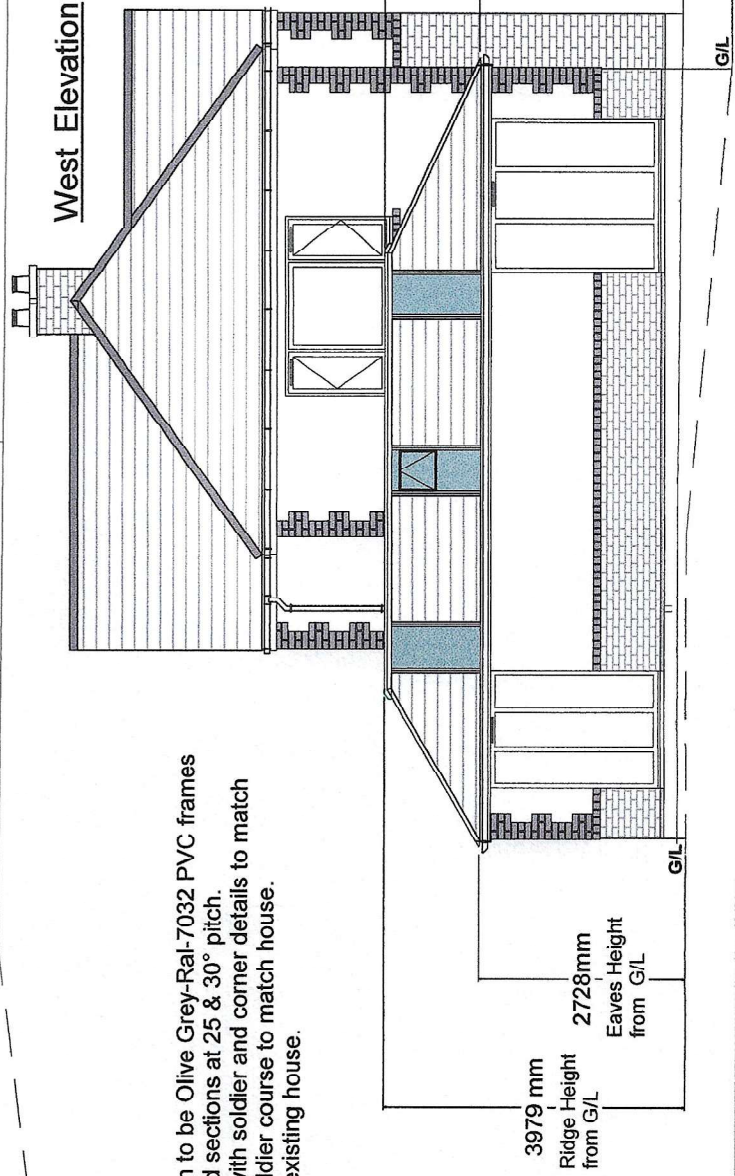 West Elevation
n to be Olive Grey-Ral-7032 PVC frames
d sections at 25 & 30° pitch.
with soldier and corner details to match
ldier course to match house.
existing house.
G/L
G/L
2728mm
Eaves Height
from G/L
3979 mm
Ridge Height
from G/L